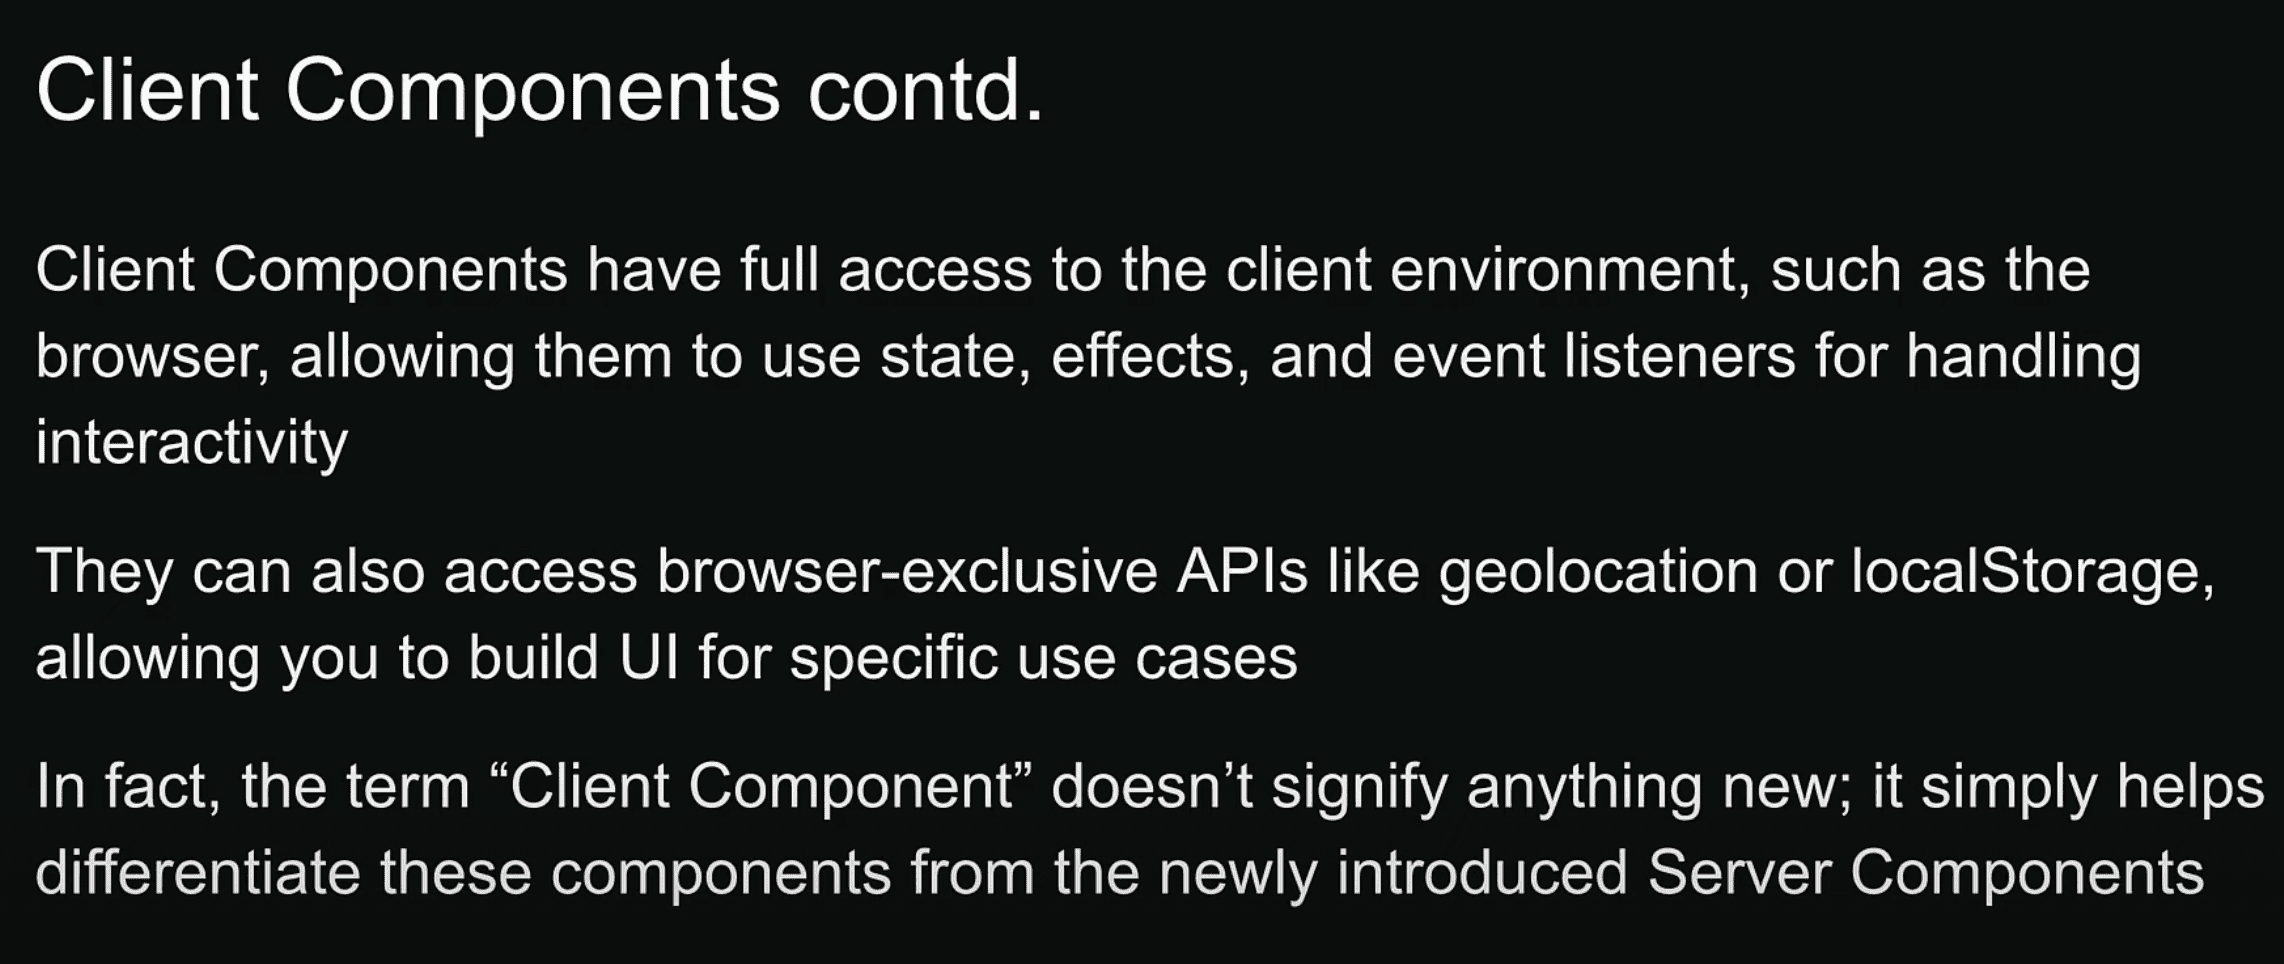 Client Components contd.
Client Components have full access to the client environment, such as the
browser, allowing them to use state, effects, and event listeners for handling
interactivity
They can also access browser-exclusive APIs like geolocation or localStorage,
allowing you to build UI for specific use cases
In fact, the term “Client Component” doesn’t signify anything new; it simply helps
differentiate these components from the newly introduced Server Components